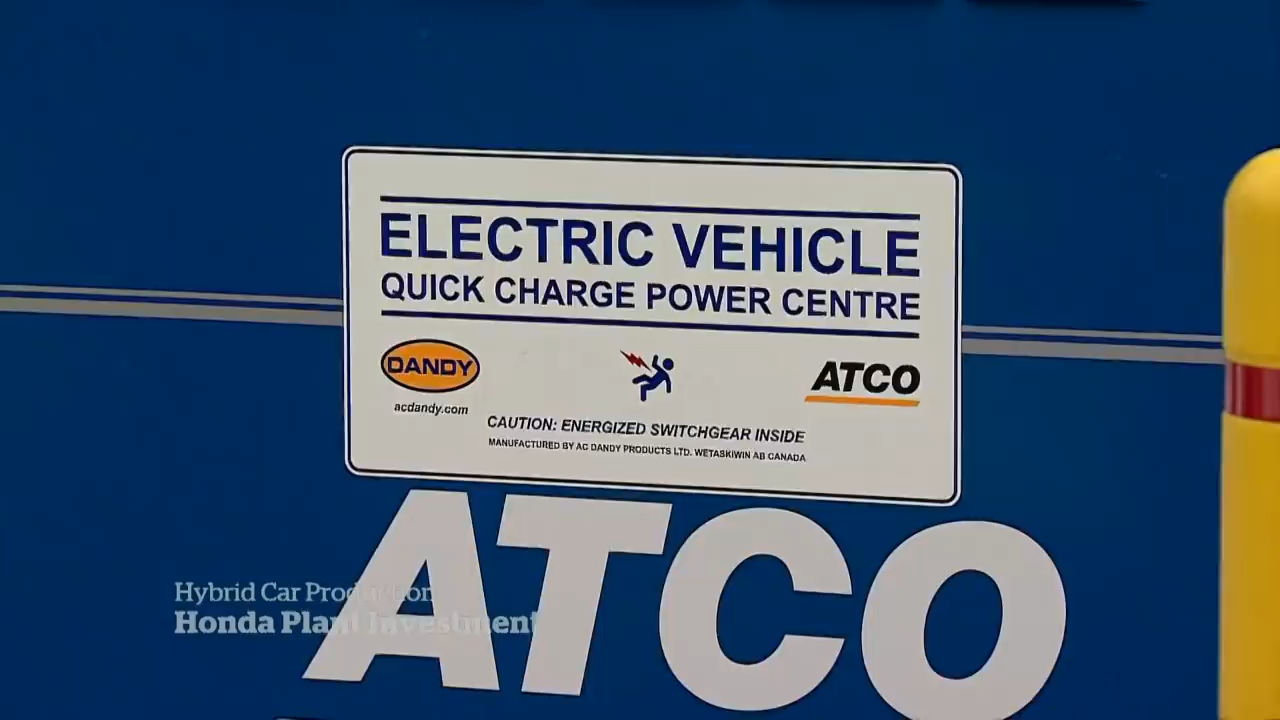 ELECTRIC VEHICLE
QUICK CHARGE POWER CENTRE
DANDY
acdandy.com
ATCO
CAUTION: ENERGIZED SWITCHGEAR INSIDE
MANUFACTURED BY AC DANDY PRODUCTS LTD. WETASKIWIN AB CANADA
ATCO
Hybrid Car Production
Honda Plant Investment